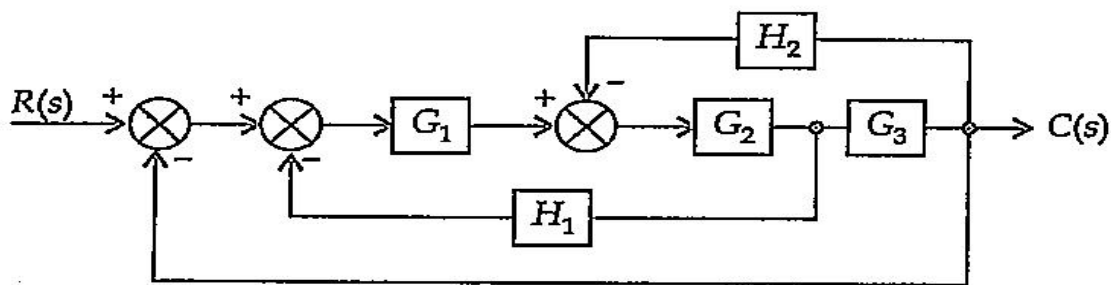 H₂
R(s) + − + − G₁ + − G₂ G₃ C(s)
H₁